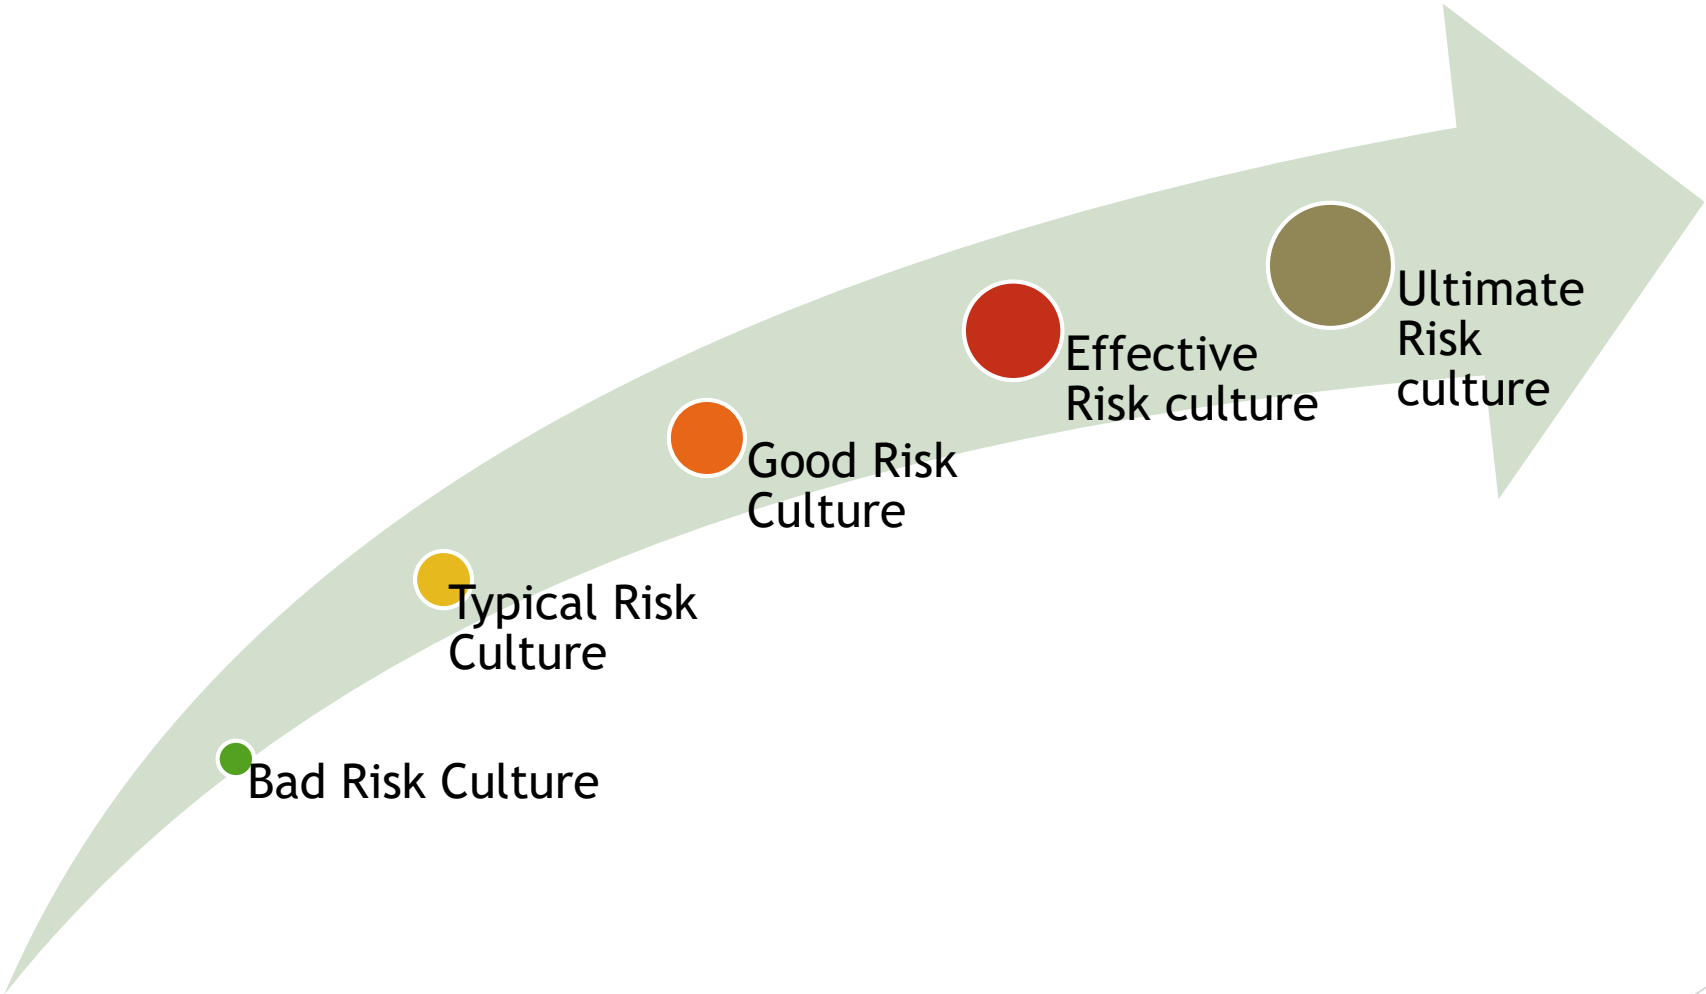 Ultimate
Risk
culture
Effective
Risk culture
Good Risk
Culture
Typical Risk
Culture
Bad Risk Culture